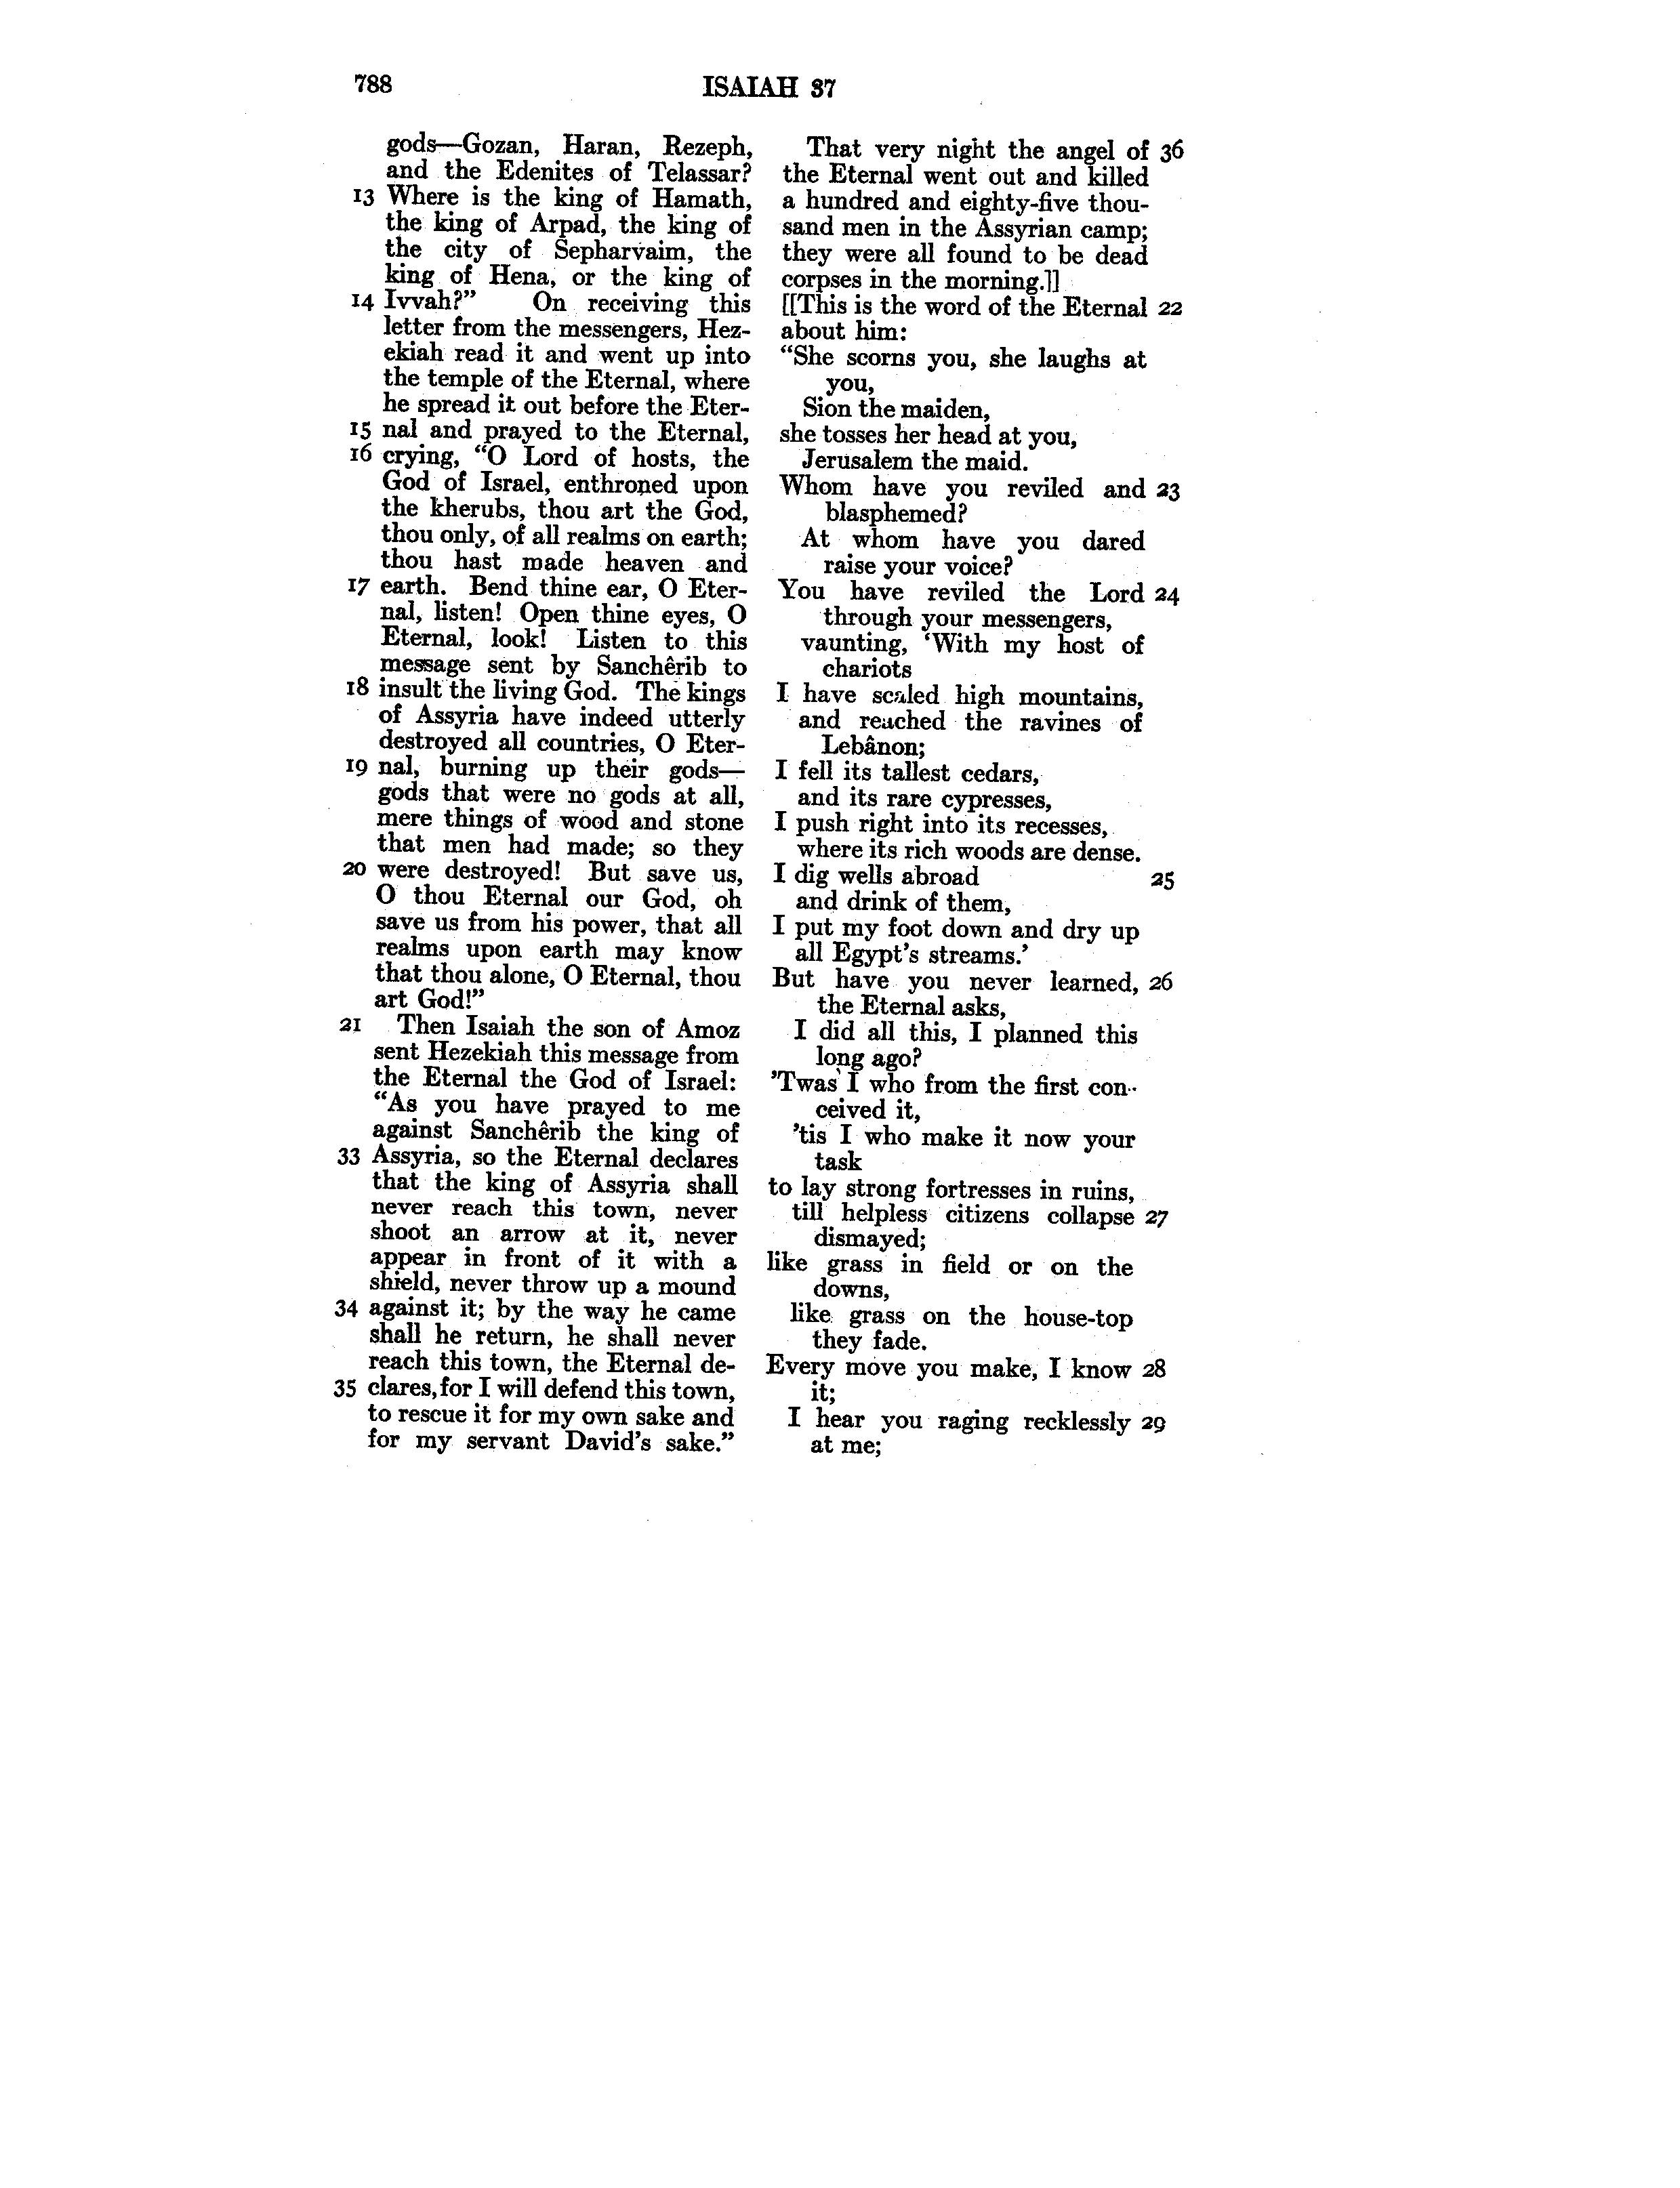 788
ISAIAH 37
gods—Gozan, Haran, Rezeph,
and the Edenites of Telassar?
13 Where is the king of Hamath,
the king of Arpad, the king of
the city of Sepharvaim, the
king of Hena, or the king of
14 Ivvah?” On receiving this
letter from the messengers, Hez-
ekiah read it and went up into
the temple of the Eternal, where
he spread it out before the Eter-
15 nal and prayed to the Eternal,
16 crying, “O Lord of hosts, the
God of Israel, enthroned upon
the kherubs, thou art the God,
thou only, of all realms on earth;
thou hast made heaven and
17 earth. Bend thine ear, O Eter-
nal, listen! Open thine eyes, O
Eternal, look! Listen to this
message sent by Sanchêrib to
18 insult the living God. The kings
of Assyria have indeed utterly
destroyed all countries, O Eter-
19 nal, burning up their gods—
gods that were no gods at all,
mere things of wood and stone
that men had made; so they
20 were destroyed! But save us,
O thou Eternal our God, oh
save us from his power, that all
realms upon earth may know
that thou alone, O Eternal, thou
art God!”
21 Then Isaiah the son of Amoz
sent Hezekiah this message from
the Eternal the God of Israel:
“As you have prayed to me
against Sanchêrib the king of
33 Assyria, so the Eternal declares
that the king of Assyria shall
never reach this town, never
shoot an arrow at it, never
appear in front of it with a
shield, never throw up a mound
34 against it; by the way he came
shall he return, he shall never
reach this town, the Eternal de-
35 clares, for I will defend this town,
to rescue it for my own sake and
for my servant David’s sake.”
That very night the angel of 36
the Eternal went out and killed
a hundred and eighty-five thou-
sand men in the Assyrian camp;
they were all found to be dead
corpses in the morning.]]
[[This is the word of the Eternal 22
about him:
“She scorns you, she laughs at
you,
Sion the maiden,
she tosses her head at you,
Jerusalem the maid.
Whom have you reviled and 23
blasphemed?
At whom have you dared
raise your voice?
You have reviled the Lord 24
through your messengers,
vaunting, ‘With my host of
chariots
I have scaled high mountains,
and reached the ravines of
Lebânon;
I fell its tallest cedars,
and its rare cypresses,
I push right into its recesses,
where its rich woods are dense.
I dig wells abroad 25
and drink of them,
I put my foot down and dry up
all Egypt’s streams.’
But have you never learned, 26
the Eternal asks,
I did all this, I planned this
long ago?
’Twas I who from the first con-
ceived it,
’tis I who make it now your
task
to lay strong fortresses in ruins,
till helpless citizens collapse 27
dismayed;
like grass in field or on the
downs,
like grass on the house-top
they fade.
Every move you make, I know 28
it;
I hear you raging recklessly 29
at me;